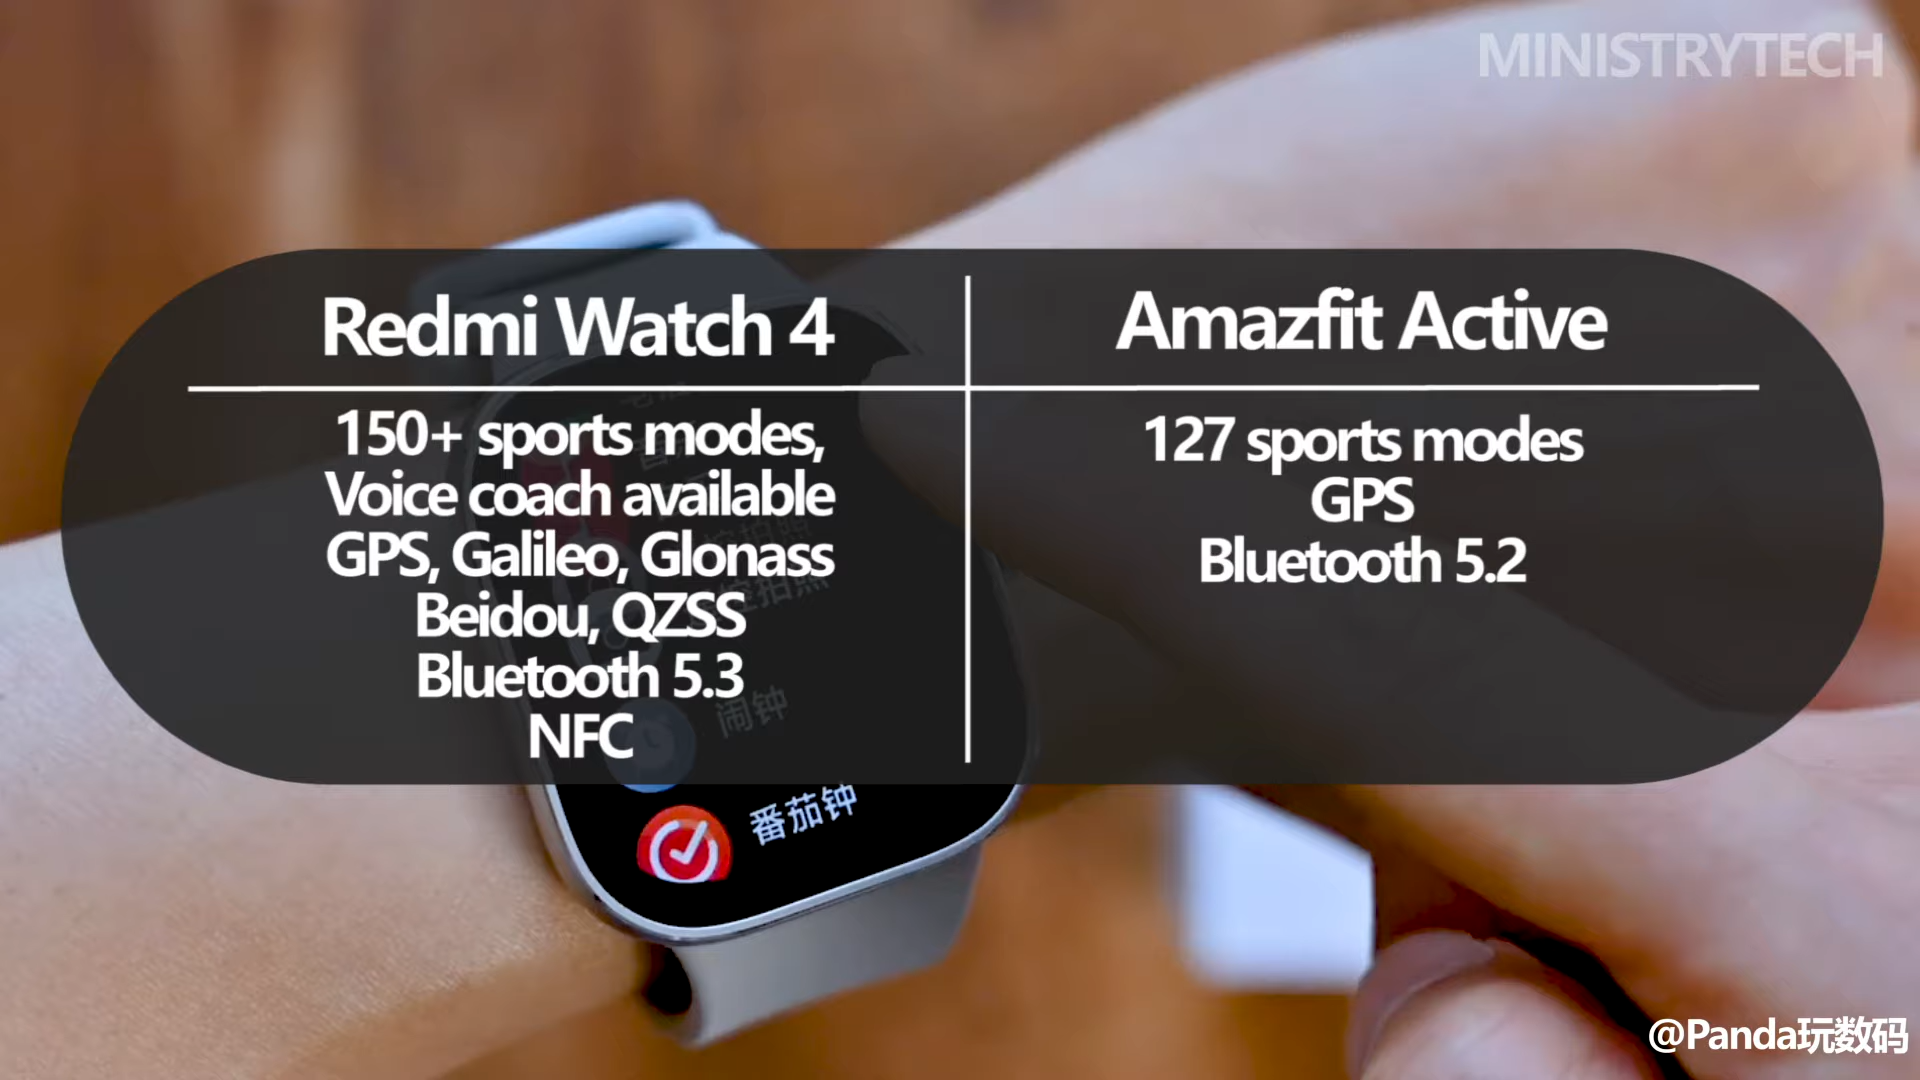 MINISTRYTECH
Redmi Watch 4
150+ sports modes,
Voice coach available
GPS, Galileo, Glonass
Beidou, QZSS
Bluetooth 5.3
NFC
Amazfit Active
127 sports modes
GPS
Bluetooth 5.2
闹钟
番茄钟
@Panda玩数码